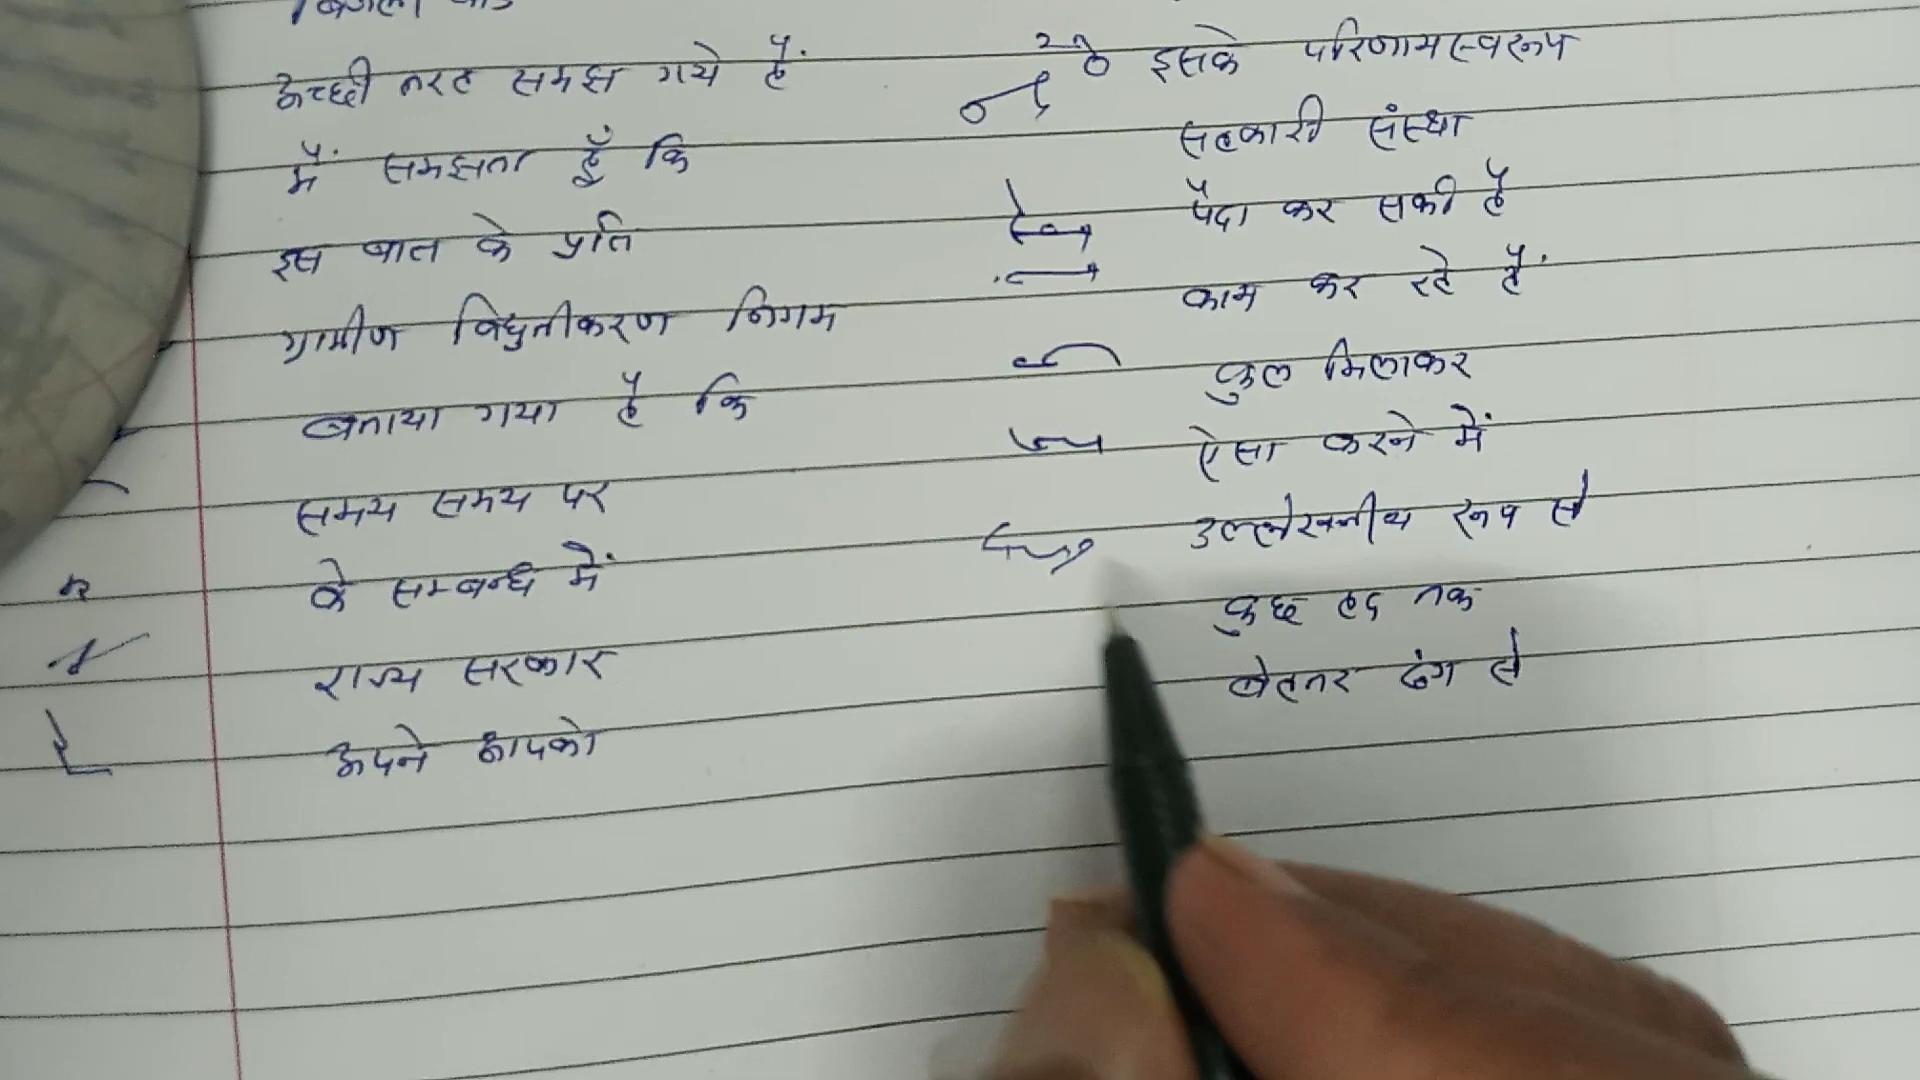 अच्छी तरह समझ गये हैं
मैं समझता हूँ कि
इस बात के प्रति
ग्रामीण विधुतीकरण निगम
बताया गया है कि
समय समय पर
के सम्बन्ध में
राज्य सरकार
अपने आपको
इसके परिणामस्वरूप
सहकारी संस्था
पैदा कर सकी है
काम कर रहे हैं
कुल मिलाकर
ऐसा करने में
उल्लेखनीय रूप से
कुछ हद तक
बेहतर ढंग से